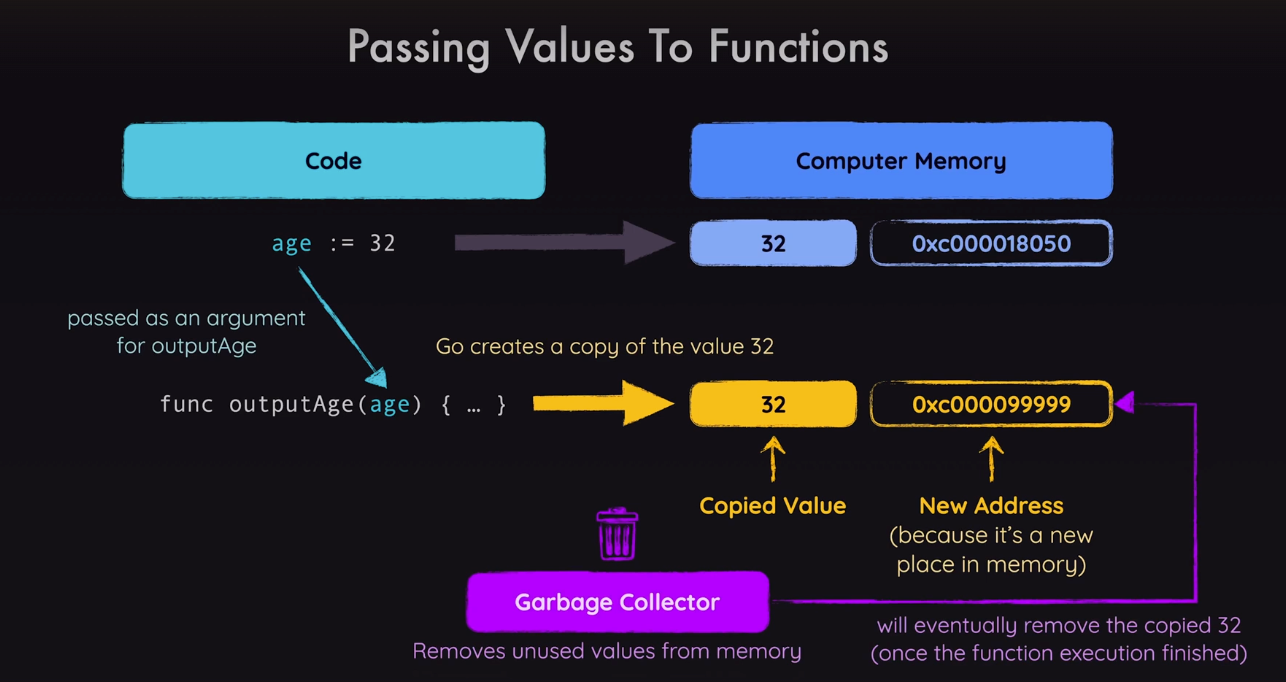 Passing Values To Functions
Code
Computer Memory
age := 32
32
0xc000018050
passed as an argument
for outputAge
Go creates a copy of the value 32
func outputAge(age) { … }
32
0xc000099999
Copied Value
New Address
(because it's a new
place in memory)
Garbage Collector
Removes unused values from memory
will eventually remove the copied 32
(once the function execution finished)